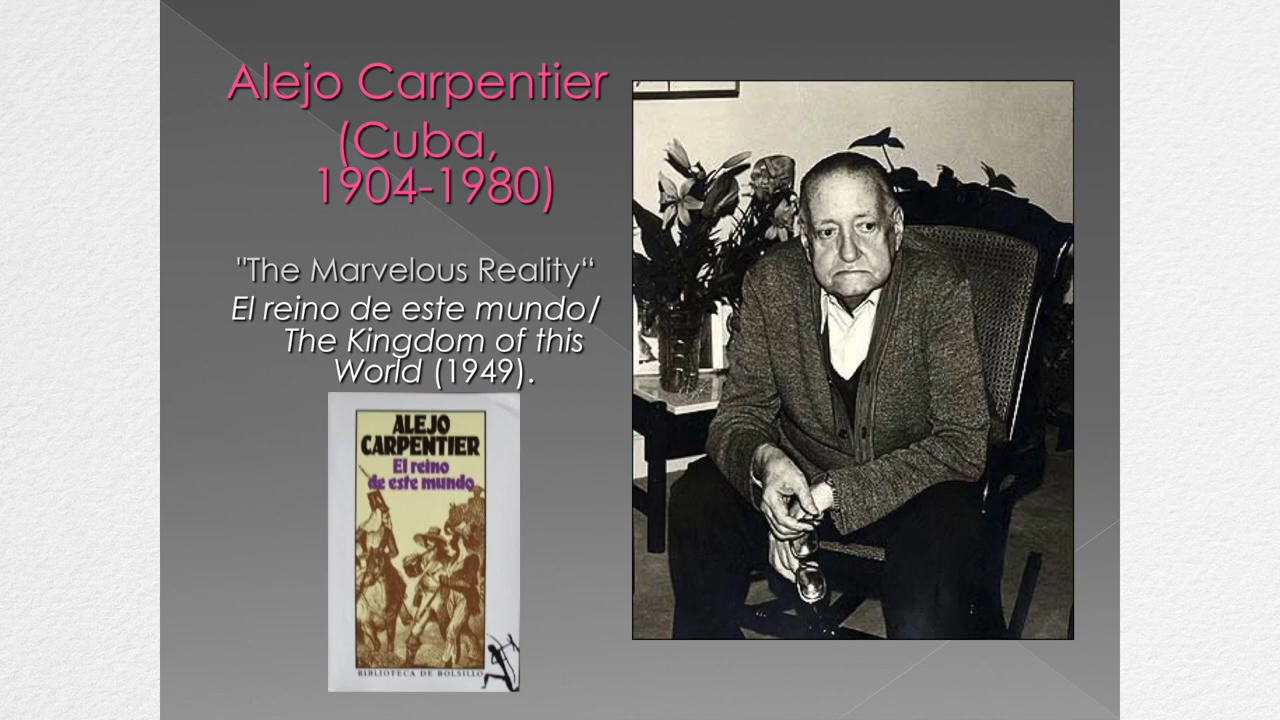 Alejo Carpentier
(Cuba,
1904-1980)
"The Marvelous Reality“
El reino de este mundo/
The Kingdom of this
World (1949).
ALEJO
CARPENTIER
El reino
de este mundo
BIBLIOTECA DE BOLSILLO